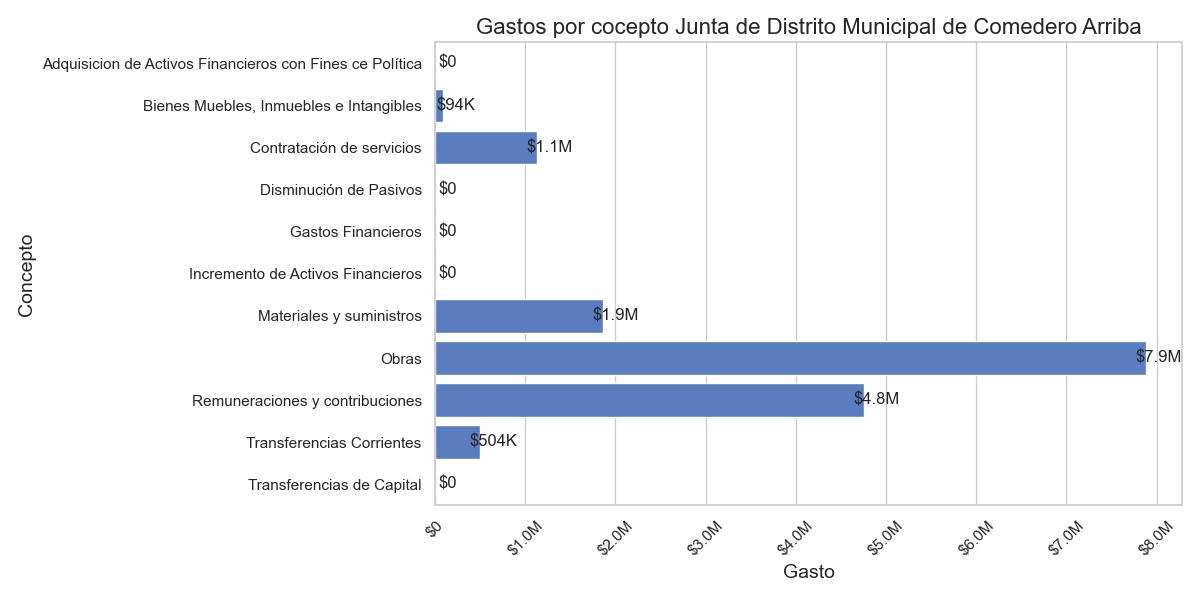 Gastos por cocepto Junta de Distrito Municipal de Comedero Arriba
Concepto
Adquisicion de Activos Financieros con Fines ce Política $0
Bienes Muebles, Inmuebles e Intangibles $94K
Contratación de servicios $1.1M
Disminución de Pasivos $0
Gastos Financieros $0
Incremento de Activos Financieros $0
Materiales y suministros $1.9M
Obras $7.9M
Remuneraciones y contribuciones $4.8M
Transferencias Corrientes $504K
Transferencias de Capital $0
$0 $1.0M $2.0M $3.0M $4.0M $5.0M $6.0M $7.0M $8.0M
Gasto